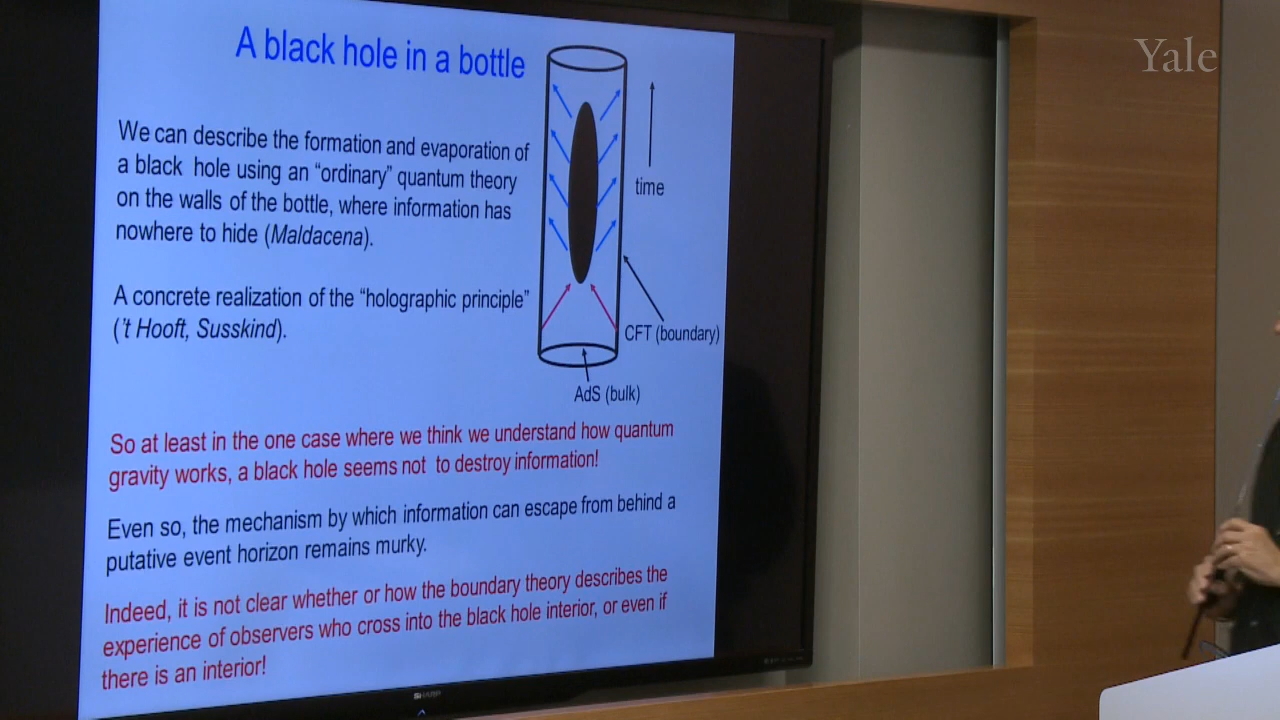 A black hole in a bottle
Yale
We can describe the formation and evaporation of
a black hole using an “ordinary” quantum theory
on the walls of the bottle, where information has
nowhere to hide (Maldacena).
time
A concrete realization of the “holographic principle”
(’t Hooft, Susskind).
CFT (boundary)
AdS (bulk)
So at least in the one case where we think we understand how quantum
gravity works, a black hole seems not to destroy information!
Even so, the mechanism by which information can escape from behind a
putative event horizon remains murky.
Indeed, it is not clear whether or how the boundary theory describes the
experience of observers who cross into the black hole interior, or even if
there is an interior!
SHARP